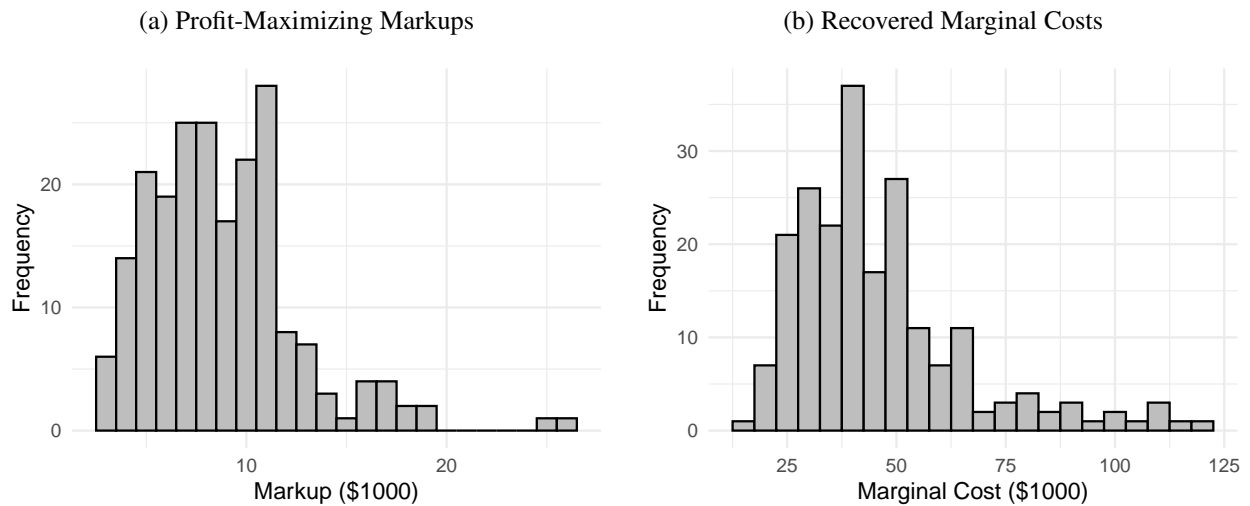 (a) Profit-Maximizing Markups
Frequency
20
10
0
10
20
Markup ($1000)
(b) Recovered Marginal Costs
Frequency
30
20
10
0
25
50
75
100
125
Marginal Cost ($1000)